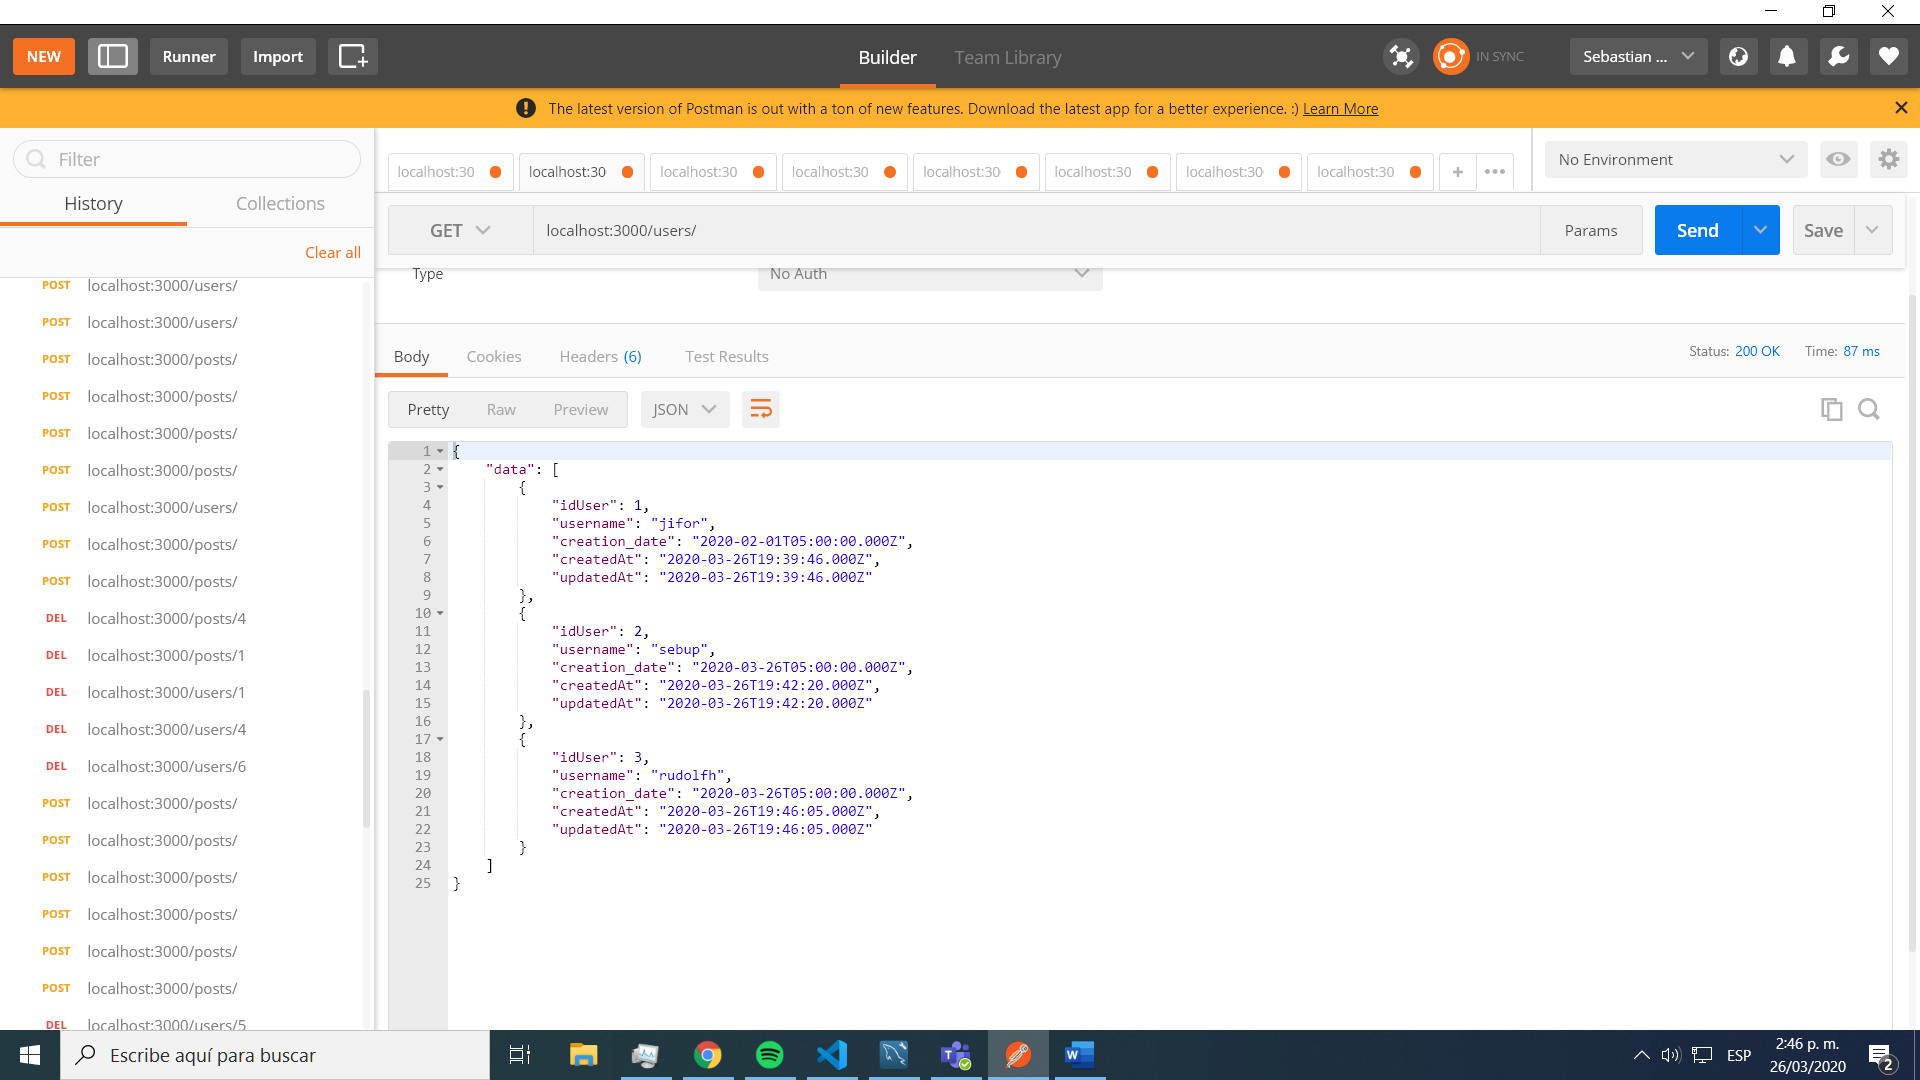 NEW
Runner
Import
Builder
Team Library
IN SYNC
Sebastian ...
The latest version of Postman is out with a ton of new features. Download the latest app for a better experience. :) Learn More
Filter
History
Collections
Clear all
POST localhost:3000/users/
POST localhost:3000/users/
POST localhost:3000/posts/
POST localhost:3000/posts/
POST localhost:3000/posts/
POST localhost:3000/posts/
POST localhost:3000/users/
POST localhost:3000/posts/
POST localhost:3000/posts/
DEL localhost:3000/posts/4
DEL localhost:3000/posts/1
DEL localhost:3000/users/1
DEL localhost:3000/users/4
DEL localhost:3000/users/6
POST localhost:3000/posts/
POST localhost:3000/posts/
POST localhost:3000/posts/
POST localhost:3000/posts/
POST localhost:3000/posts/
POST localhost:3000/posts/
DEL localhost:3000/users/5
localhost:30
localhost:30
localhost:30
localhost:30
localhost:30
localhost:30
localhost:30
localhost:30
No Environment
GET
localhost:3000/users/
Params
Send
Save
Type
No Auth
Body
Cookies
Headers (6)
Test Results
Status: 200 OK
Time: 87 ms
Pretty
Raw
Preview
JSON
1 {
2 "data": [
3 {
4 "idUser": 1,
5 "username": "jifor",
6 "creation_date": "2020-02-01T05:00:00.000Z",
7 "createdAt": "2020-03-26T19:39:46.000Z",
8 "updatedAt": "2020-03-26T19:39:46.000Z"
9 },
10 {
11 "idUser": 2,
12 "username": "sebup",
13 "creation_date": "2020-03-26T05:00:00.000Z",
14 "createdAt": "2020-03-26T19:42:20.000Z",
15 "updatedAt": "2020-03-26T19:42:20.000Z"
16 },
17 {
18 "idUser": 3,
19 "username": "rudolfh",
20 "creation_date": "2020-03-26T05:00:00.000Z",
21 "createdAt": "2020-03-26T19:46:05.000Z",
22 "updatedAt": "2020-03-26T19:46:05.000Z"
23 }
24 ]
25 }
Escribe aquí para buscar
ESP
2:46 p. m.
26/03/2020
2